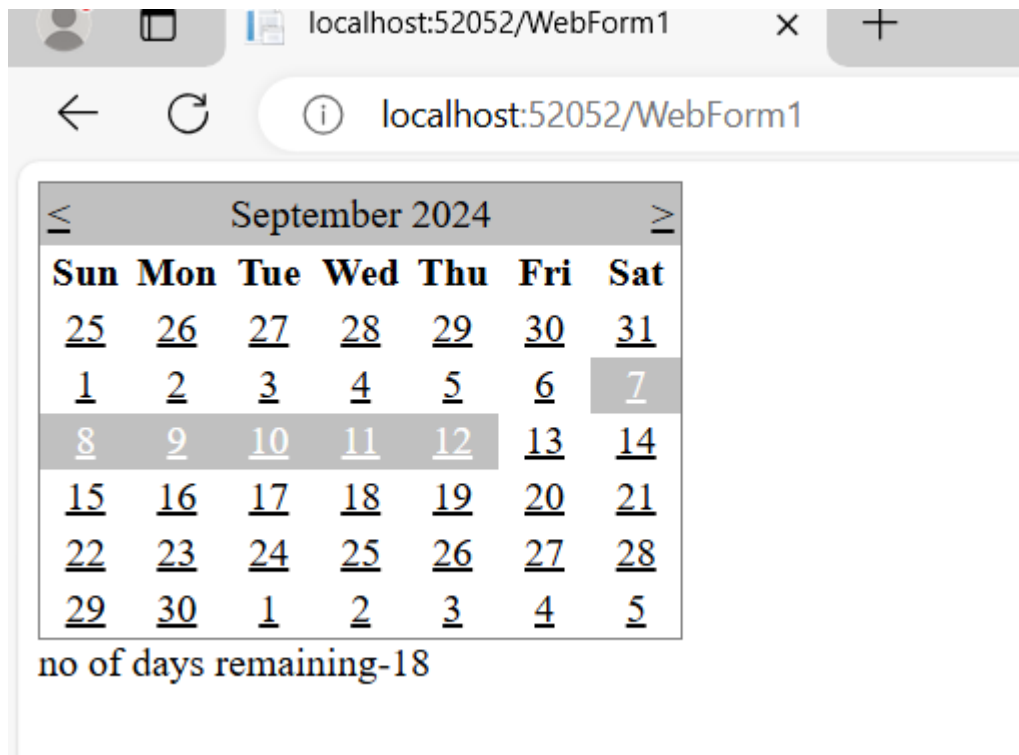 localhost:52052/WebForm1
localhost:52052/WebForm1
< September 2024 >
Sun Mon Tue Wed Thu Fri Sat
25 26 27 28 29 30 31
1 2 3 4 5 6 7
8 9 10 11 12 13 14
15 16 17 18 19 20 21
22 23 24 25 26 27 28
29 30 1 2 3 4 5
no of days remaining-18